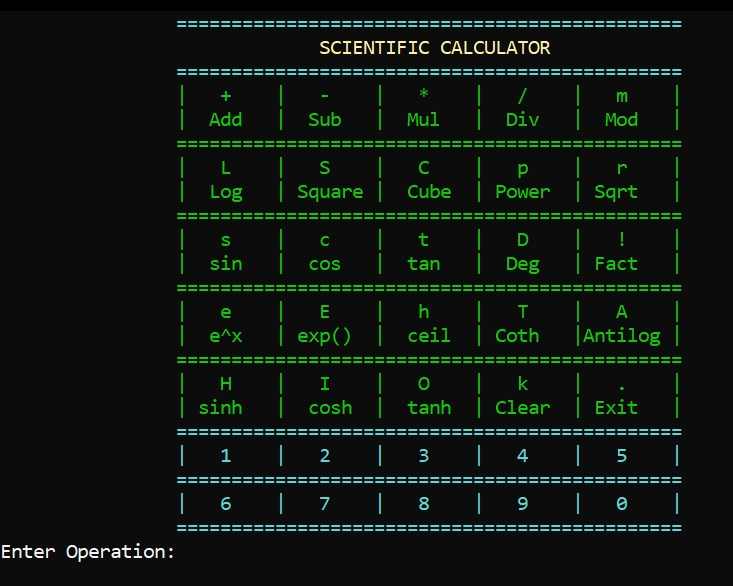 ==============================================
SCIENTIFIC CALCULATOR
==============================================
| + | - | * | / | m |
| Add | Sub | Mul | Div | Mod |
==============================================
| L | S | C | p | r |
| Log | Square | Cube | Power | Sqrt |
==============================================
| s | c | t | D | ! |
| sin | cos | tan | Deg | Fact |
==============================================
| e | E | h | T | A |
| e^x | exp() | ceil | Coth |Antilog |
==============================================
| H | I | O | k | . |
| sinh | cosh | tanh | Clear | Exit |
==============================================
| 1 | 2 | 3 | 4 | 5 |
==============================================
| 6 | 7 | 8 | 9 | 0 |
==============================================
Enter Operation: